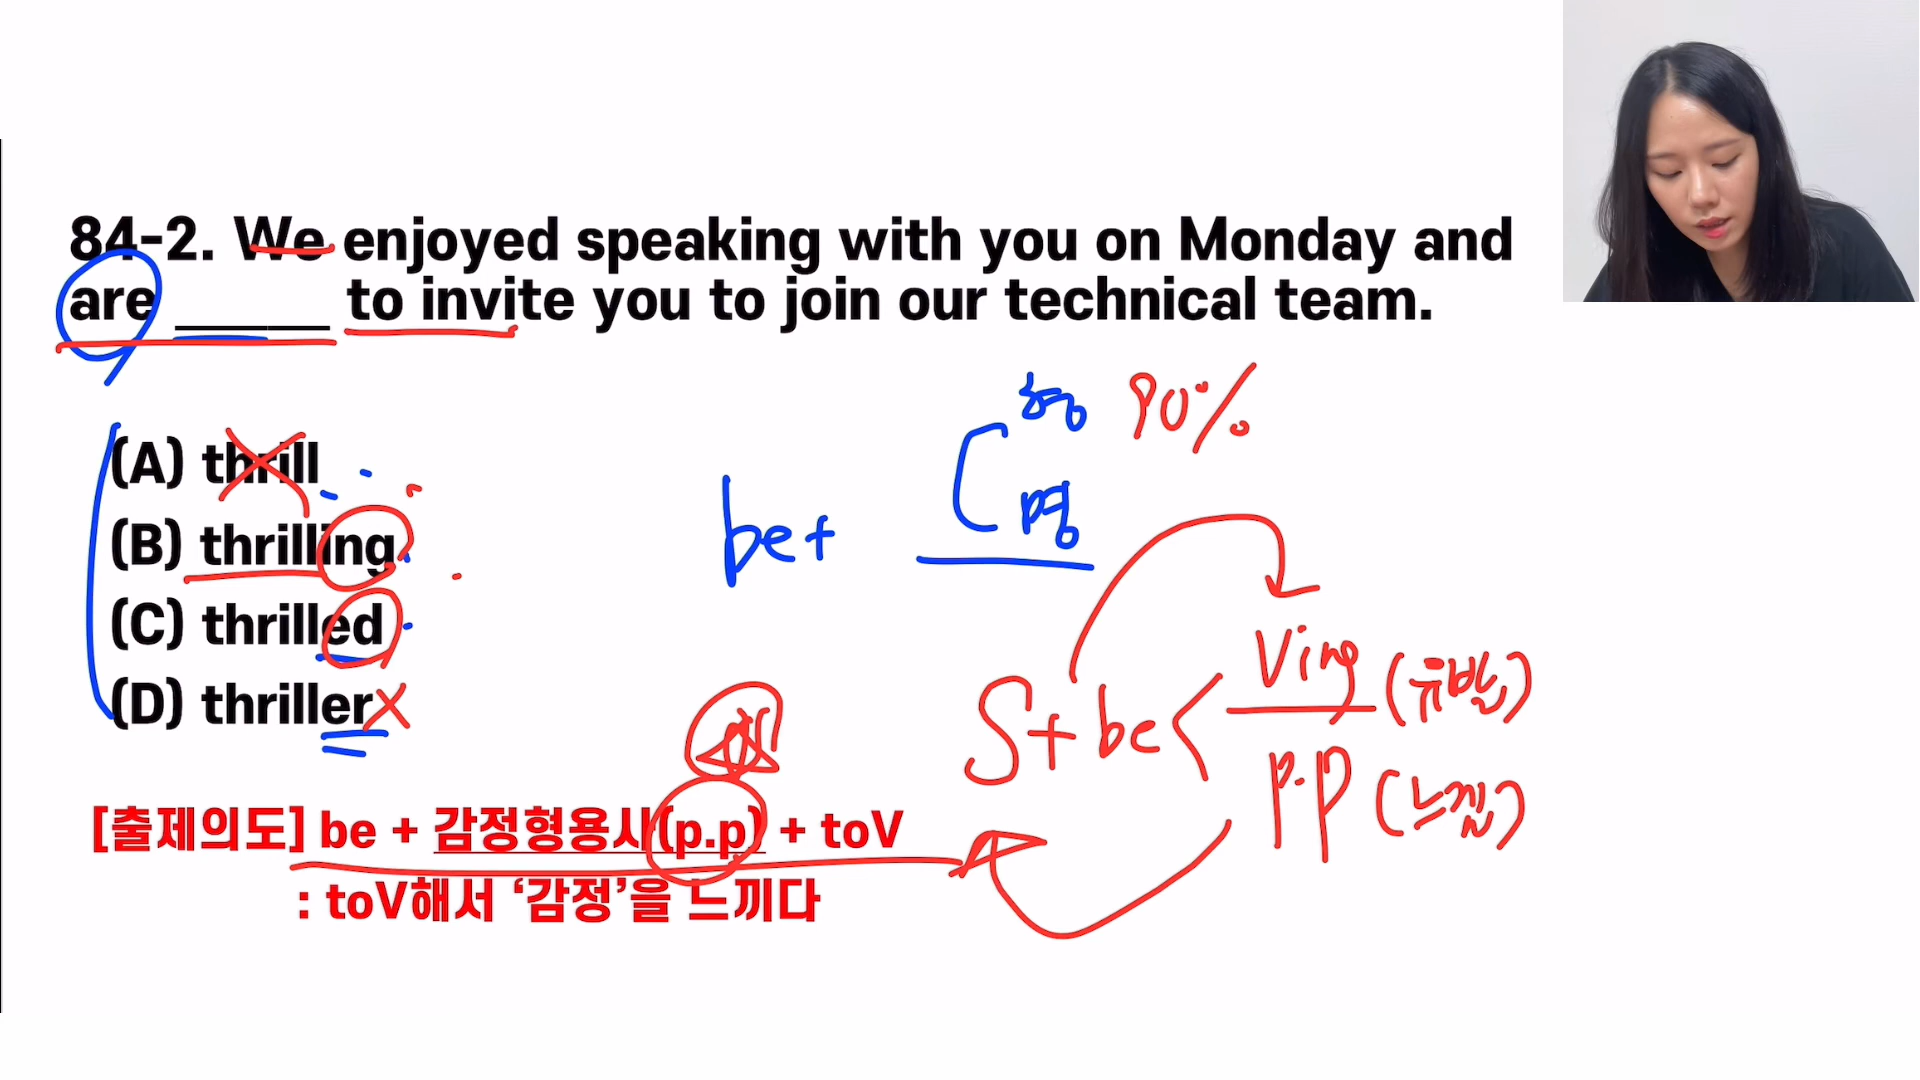 84-2. We enjoyed speaking with you on Monday and
are ______ to invite you to join our technical team.
형 90%
(A) thrill
be+ 명
(B) thrilling
(C) thrilled
Ving (유발)
(D) thriller X
S+be
p.p (느낌)
[출제의도] be + 감정형용사(p.p) + toV
: toV해서 ‘감정’을 느끼다